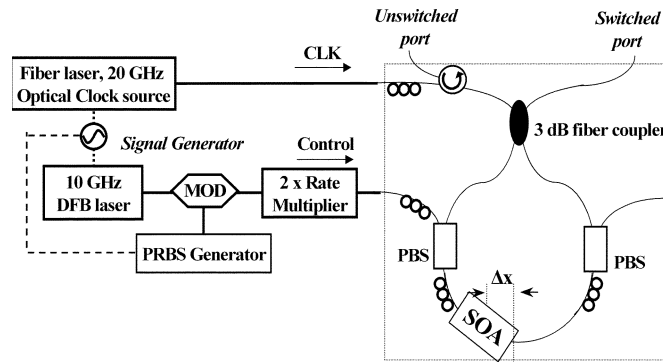 Unswitched
port
Switched
port
CLK
Fiber laser, 20 GHz
Optical Clock source
3 dB fiber coupler
Signal Generator
Control
10 GHz
DFB laser
MOD
2 x Rate
Multiplier
PRBS Generator
PBS
PBS
Δx
SOA